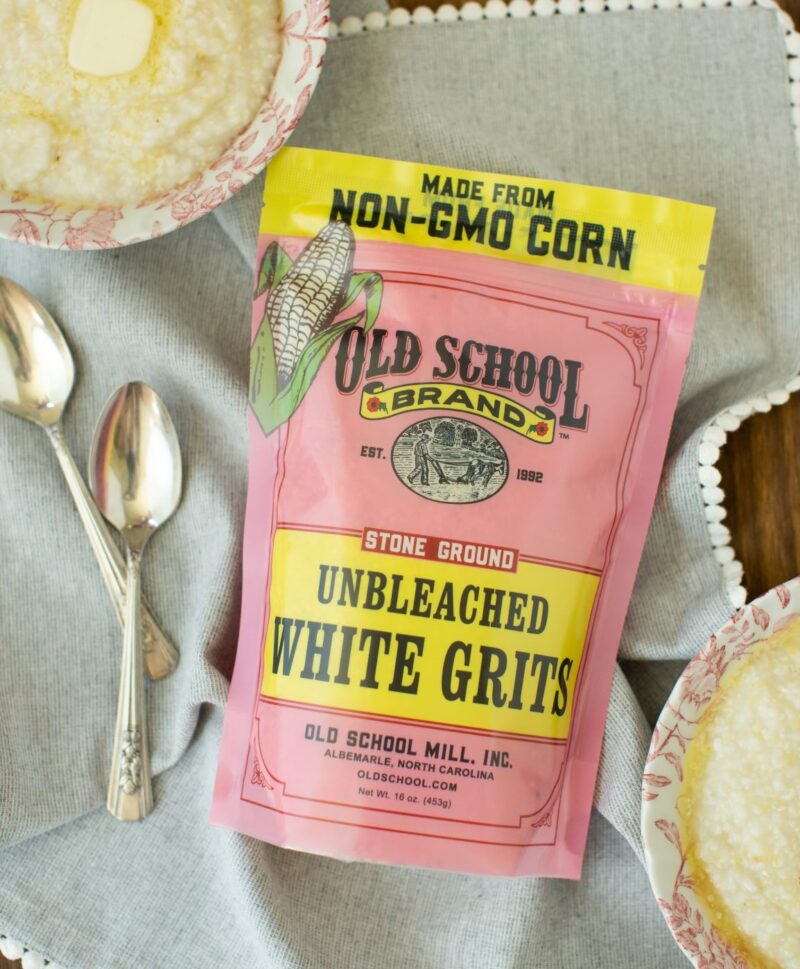 MADE FROM
NON-GMO CORN
OLD SCHOOL
BRAND™
EST. 1992
STONE GROUND
UNBLEACHED
WHITE GRITS
OLD SCHOOL MILL, INC.
ALBEMARLE, NORTH CAROLINA
OLDSCHOOL.COM
Net Wt. 16 oz. (453g)